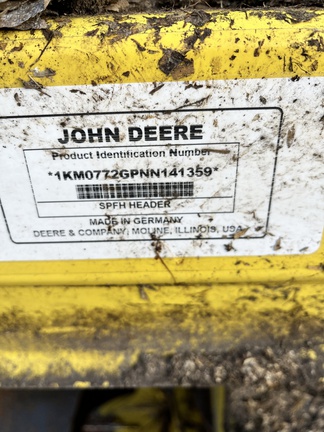 JOHN DEERE
Product Identification Number
*1KM0772GPNN141359*
SPFH HEADER
MADE IN GERMANY
DEERE & COMPANY, MOLINE, ILLINOIS, USA